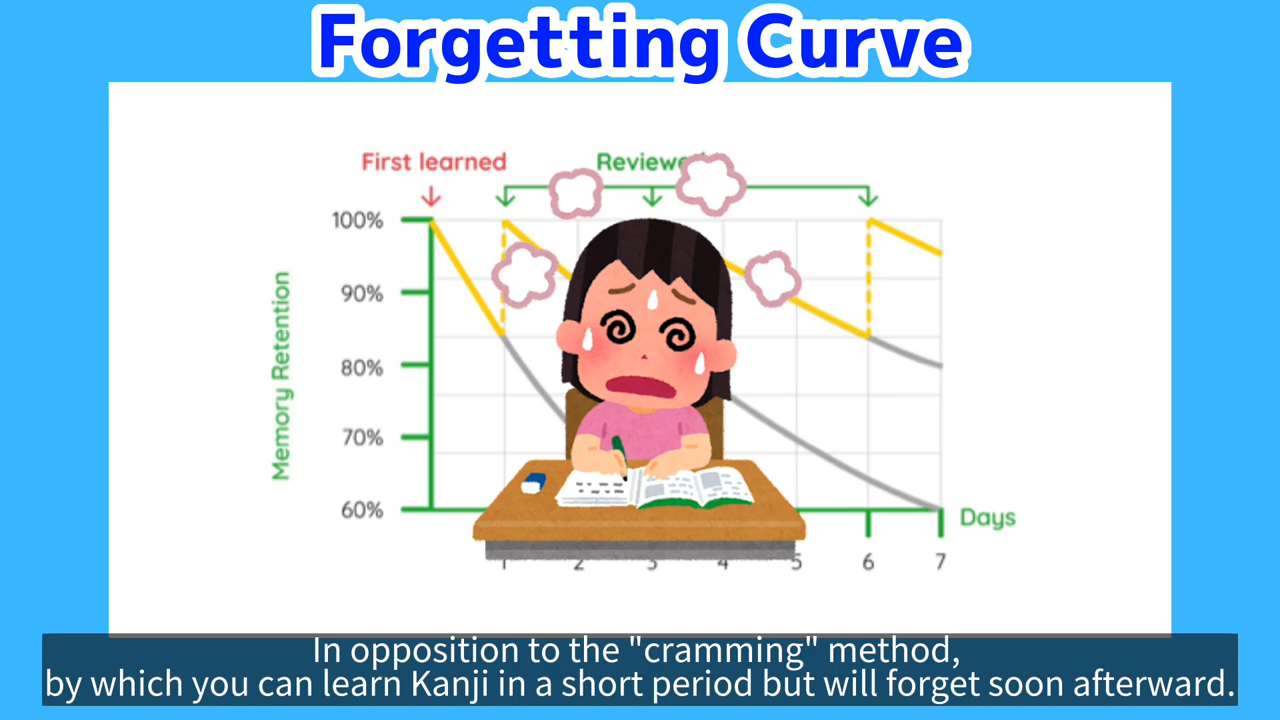 Forgetting Curve
First learned
100%
90%
80%
70%
60%
Memory Retention
Days
1 2 3 4 5 6 7
In opposition to the "cramming" method,
by which you can learn Kanji in a short period but will forget soon afterward.